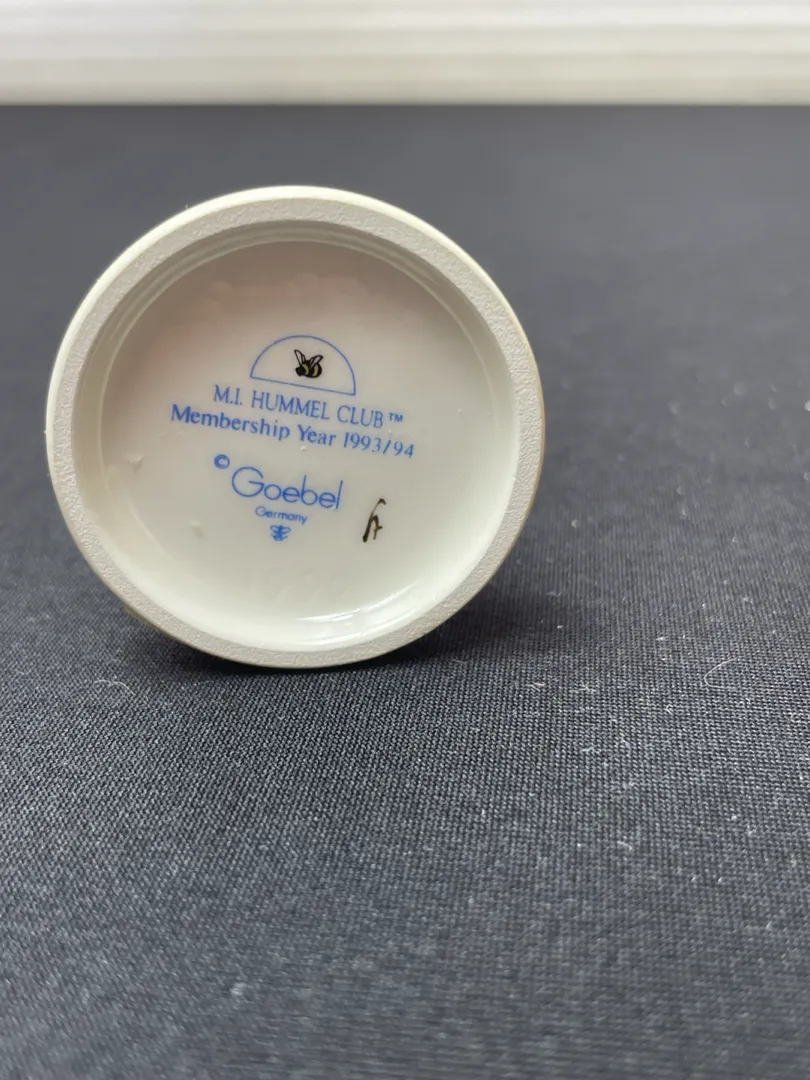 M.I. HUMMEL CLUB™
Membership Year 1993/94
© Goebel
Germany